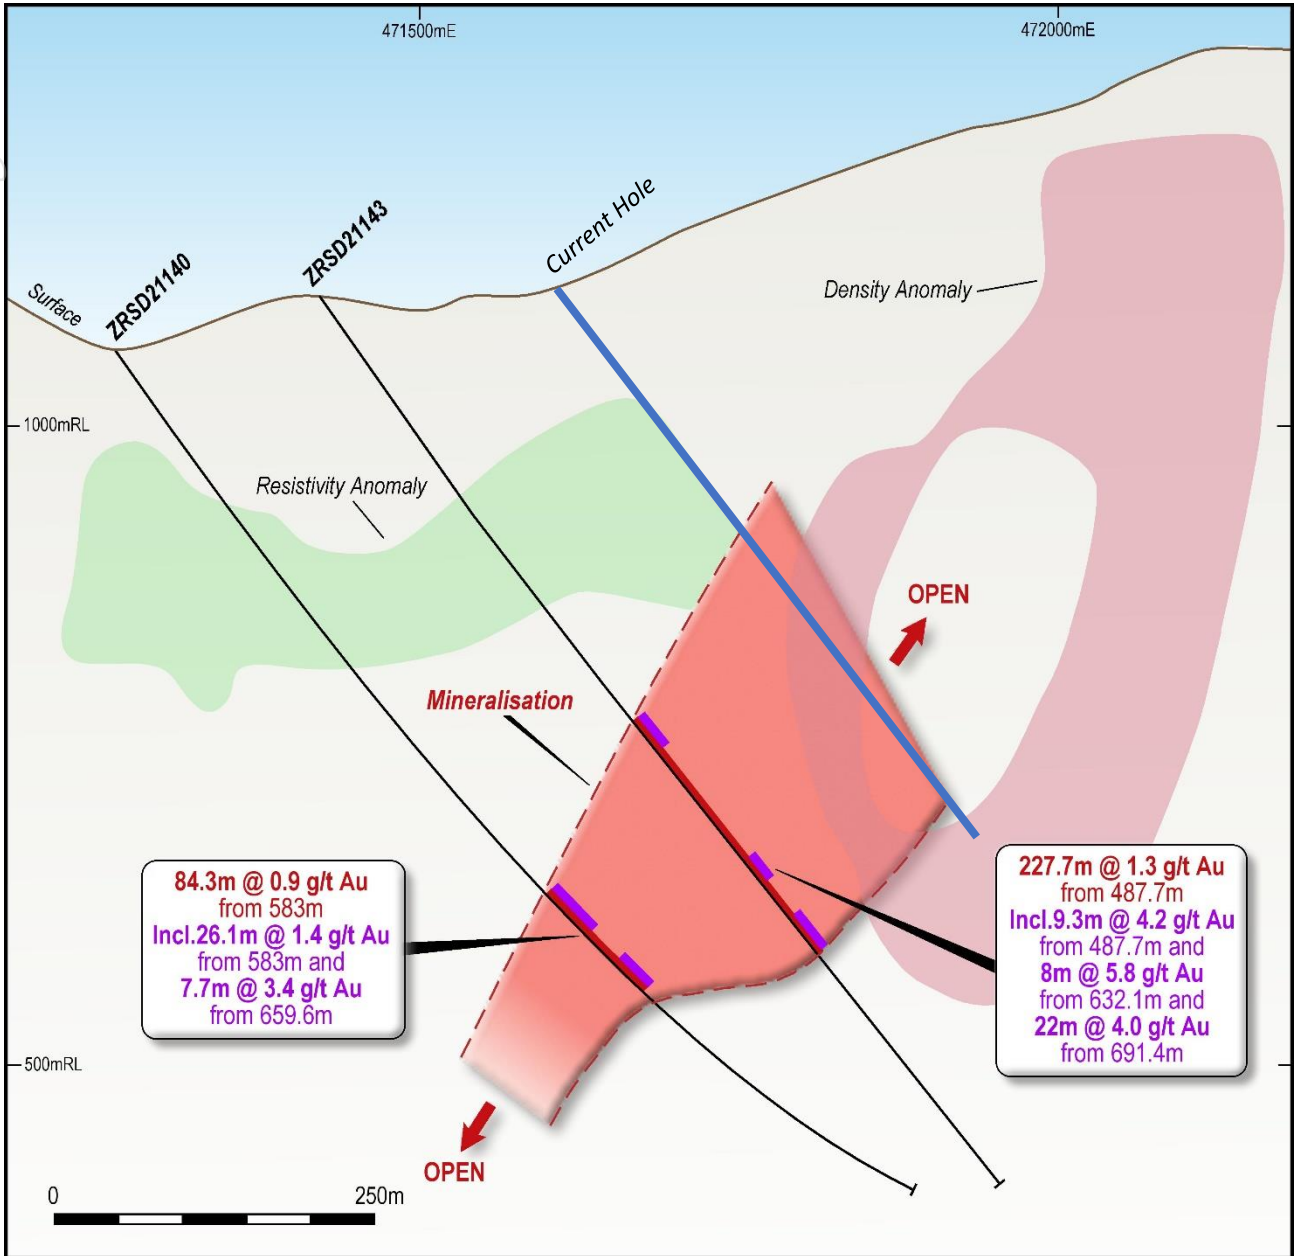 471500mE
472000mE
Current Hole
ZRSD21143
ZRSD21140
Surface
Density Anomaly
1000mRL
Resistivity Anomaly
OPEN
Mineralisation
84.3m @ 0.9 g/t Au
from 583m
Incl.26.1m @ 1.4 g/t Au
from 583m and
7.7m @ 3.4 g/t Au
from 659.6m
227.7m @ 1.3 g/t Au
from 487.7m
Incl.9.3m @ 4.2 g/t Au
from 487.7m and
8m @ 5.8 g/t Au
from 632.1m and
22m @ 4.0 g/t Au
from 691.4m
500mRL
OPEN
0
250m